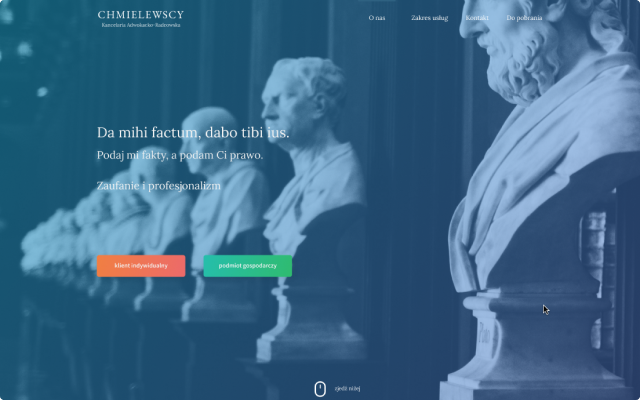 CHMIELEWSCY
Kancelaria Adwokacko-Radcowska
O nas
Zakres usług
Kontakt
Do pobrania
Da mihi factum, dabo tibi ius.
Podaj mi fakty, a podam Ci prawo.
Zaufanie i profesjonalizm
klient indywidualny
podmiot gospodarczy
zjedź niżej